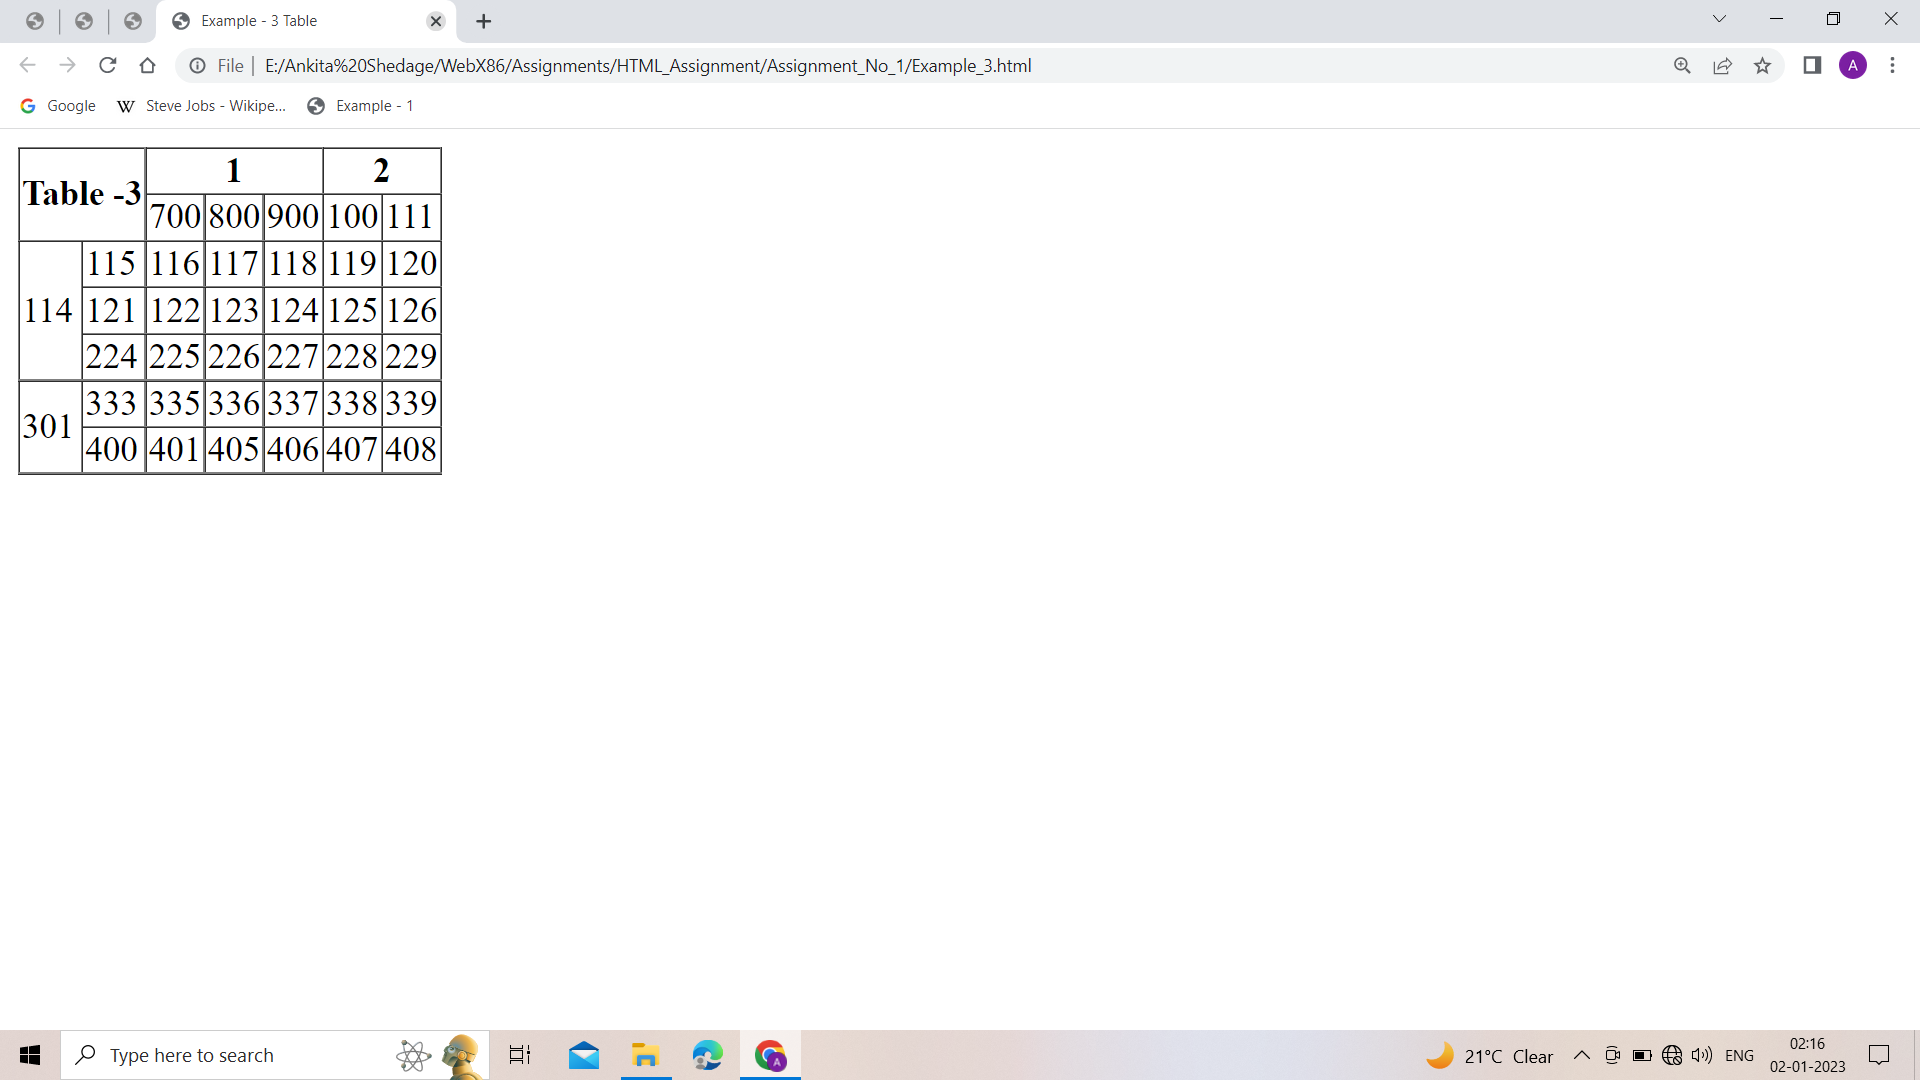 Example - 3 Table
File E:/Ankita%20Shedage/WebX86/Assignments/HTML_Assignment/Assignment_No_1/Example_3.html A
Google W Steve Jobs - Wikipe... Example - 1
Table -3 1 2
700 800 900 100 111
114 115 116 117 118 119 120
121 122 123 124 125 126
224 225 226 227 228 229
301 333 335 336 337 338 339
400 401 405 406 407 408
Type here to search A 21°C Clear ENG 02:16
02-01-2023